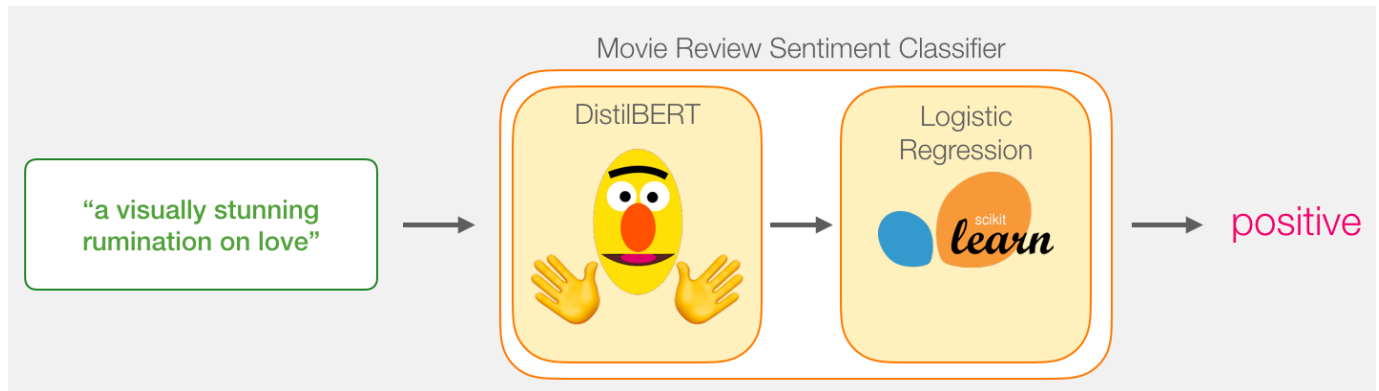 Movie Review Sentiment Classifier
DistilBERT
Logistic
Regression
“a visually stunning
rumination on love”
scikit
learn
positive